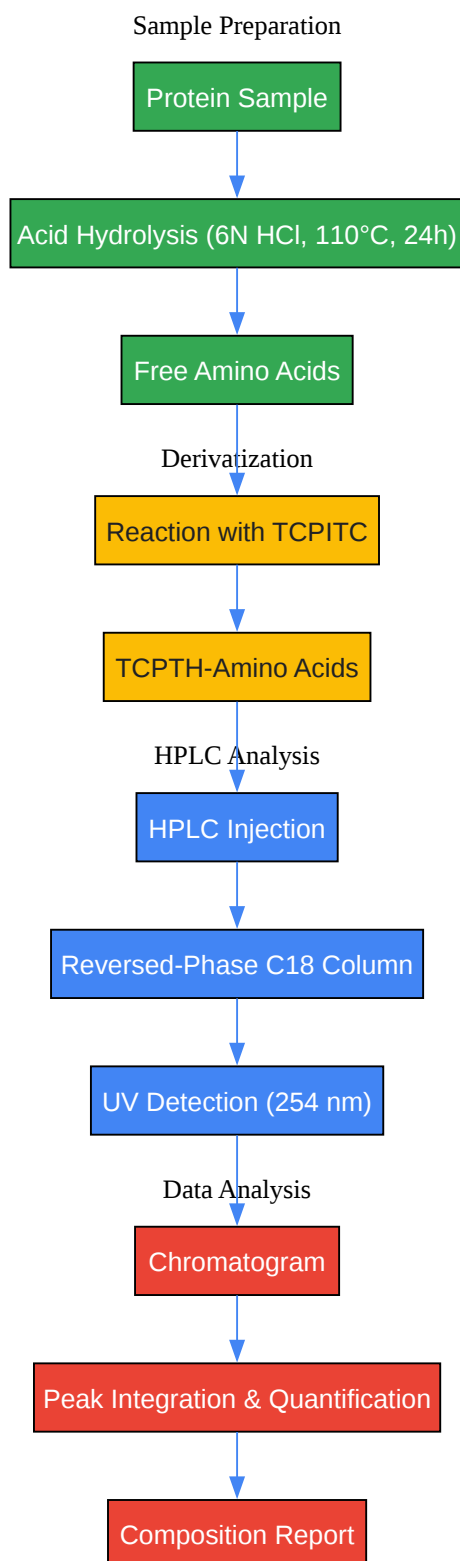 Sample Preparation
Protein Sample
Acid Hydrolysis (6N HCl, 110°C, 24h)
Free Amino Acids
Derivatization
Reaction with TCPITC
TCPTH-Amino Acids
HPLC Analysis
HPLC Injection
Reversed-Phase C18 Column
UV Detection (254 nm)
Data Analysis
Chromatogram
Peak Integration & Quantification
Composition Report